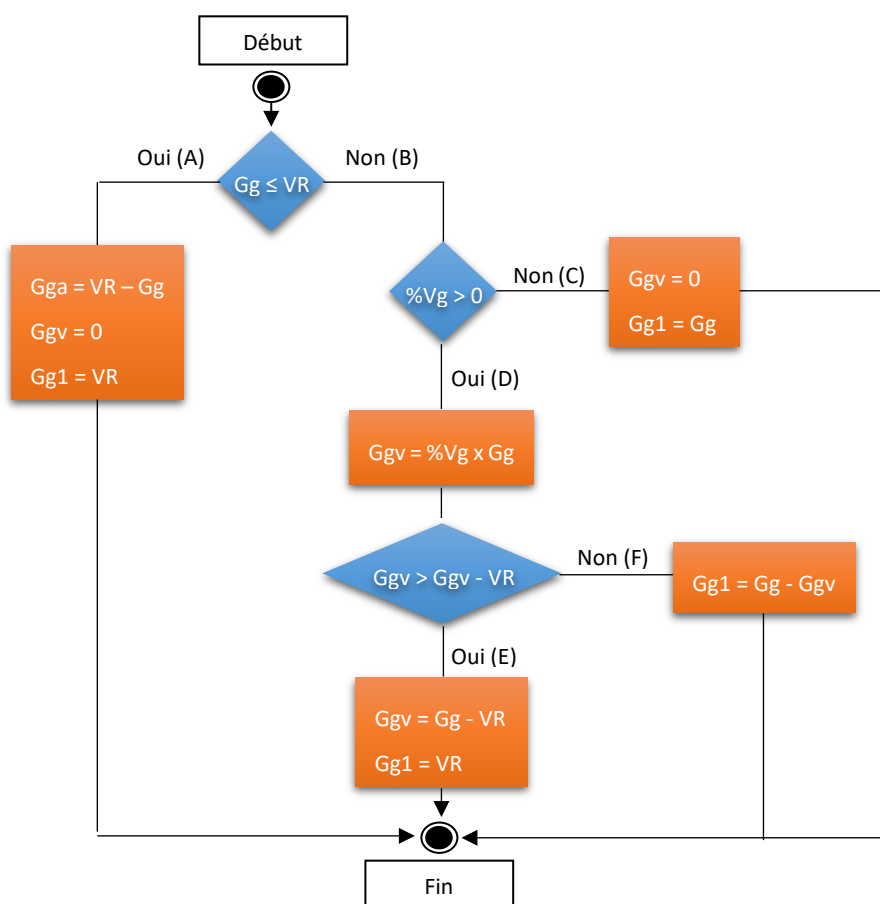 Début
Oui (A)
Non (B)
Gg ≤ VR
Gga = VR – Gg
Ggv = 0
Gg1 = VR
%Vg > 0
Non (C)
Ggv = 0
Gg1 = Gg
Oui (D)
Ggv = %Vg x Gg
Ggv > Ggv - VR
Non (F)
Gg1 = Gg - Ggv
Oui (E)
Ggv = Gg - VR
Gg1 = VR
Fin